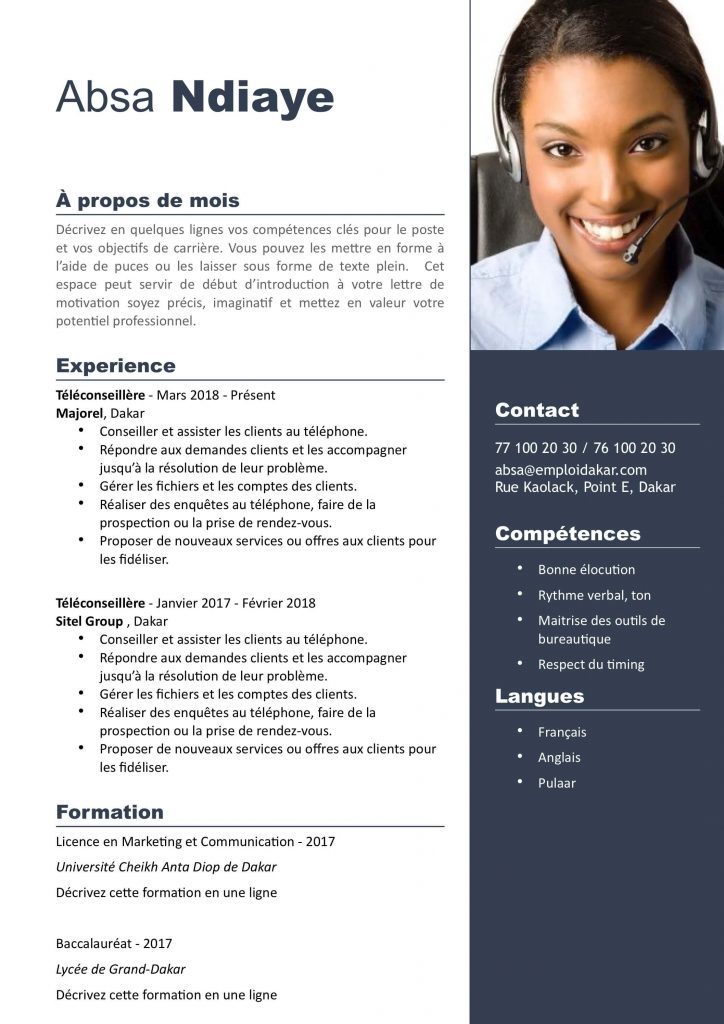 Absa Ndiaye
À propos de mois
Décrivez en quelques lignes vos compétences clés pour le poste
et vos objectifs de carrière. Vous pouvez les mettre en forme à
l’aide de puces ou les laisser sous forme de texte plein. Cet
espace peut servir de début d’introduction à votre lettre de
motivation soyez précis, imaginatif et mettez en valeur votre
potentiel professionnel.
Experience
Téléconseillère - Mars 2018 - Présent
Majorel, Dakar
• Conseiller et assister les clients au téléphone.
• Répondre aux demandes clients et les accompagner
jusqu’à la résolution de leur problème.
• Gérer les fichiers et les comptes des clients.
• Réaliser des enquêtes au téléphone, faire de la
prospection ou la prise de rendez-vous.
• Proposer de nouveaux services ou offres aux clients pour
les fidéliser.
Téléconseillère - Janvier 2017 - Février 2018
Sitel Group , Dakar
• Conseiller et assister les clients au téléphone.
• Répondre aux demandes clients et les accompagner
jusqu’à la résolution de leur problème.
• Gérer les fichiers et les comptes des clients.
• Réaliser des enquêtes au téléphone, faire de la
prospection ou la prise de rendez-vous.
• Proposer de nouveaux services ou offres aux clients pour
les fidéliser.
Formation
Licence en Marketing et Communication - 2017
Université Cheikh Anta Diop de Dakar
Décrivez cette formation en une ligne
Baccalauréat - 2017
Lycée de Grand-Dakar
Décrivez cette formation en une ligne
Contact
77 100 20 30 / 76 100 20 30
absa@emploidakar.com
Rue Kaolack, Point E, Dakar
Compétences
• Bonne élocution
• Rythme verbal, ton
• Maitrise des outils de
bureautique
• Respect du timing
Langues
• Français
• Anglais
• Pulaar